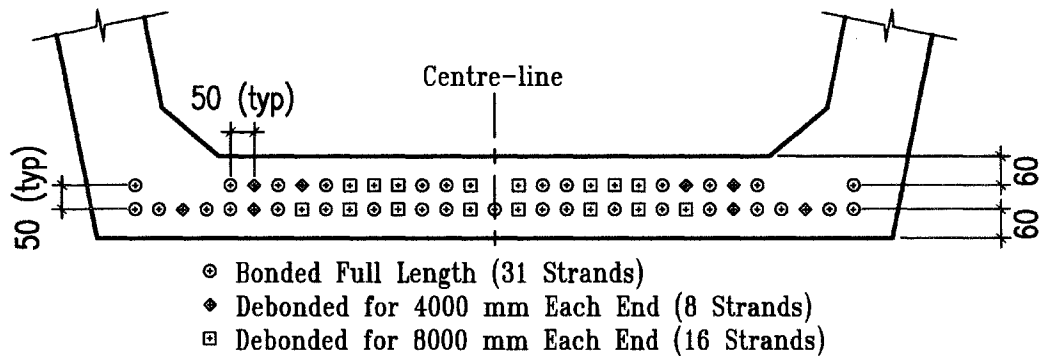 Centre-line
50 (typ)
50 (typ)
60
60
Bonded Full Length (31 Strands)
Debonded for 4000 mm Each End (8 Strands)
Debonded for 8000 mm Each End (16 Strands)